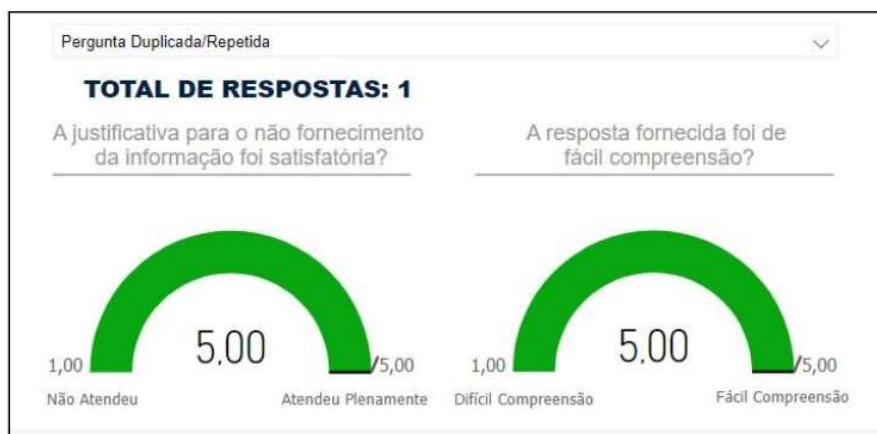 Pergunta Duplicada/Repetida
TOTAL DE RESPOSTAS: 1
A justificativa para o não fornecimento
da informação foi satisfatória?
5,00
1,00
/5,00
Não Atendeu
Atendeu Plenamente
A resposta fornecida foi de
fácil compreensão?
5,00
1,00
/5,00
Difícil Compreensão
Fácil Compreensão